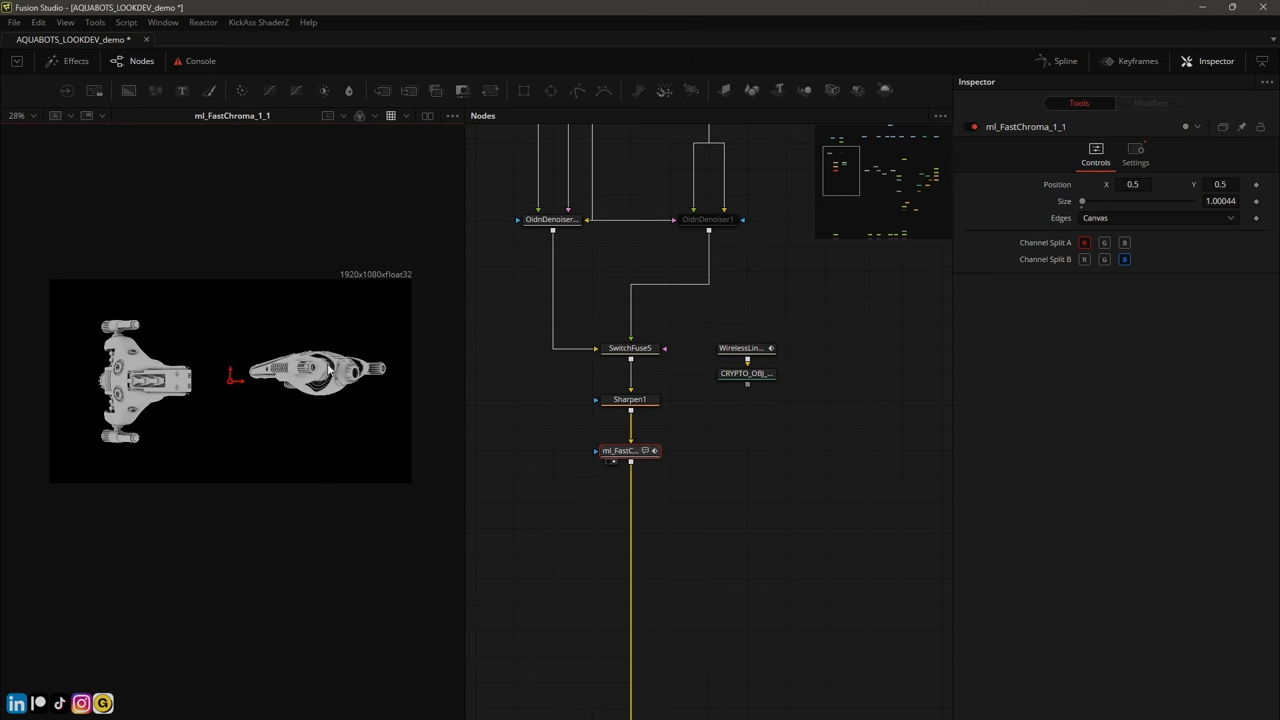 Fusion Studio - [AQUABOTS_LOOKDEV_demo *]
File Edit View Tools Script Window Reactor KickAss ShaderZ Help
AQUABOTS_LOOKDEV_demo *
Effects Nodes Console Spline Keyframes Inspector
28% ml_FastChroma_1_1 Nodes Inspector
Tools Modifiers
ml_FastChroma_1_1
Controls Settings
Position X 0.5 Y 0.5
Size 1.00044
Edges Canvas
Channel Split A R G B
Channel Split B R G B
OidnDenoiser... OidnDenoiser1
1920x1080xfloat32
SwitchFuse5 WirelessLin...
CRYPTO_OBJ_...
Sharpen1
ml_FastC...
in
G